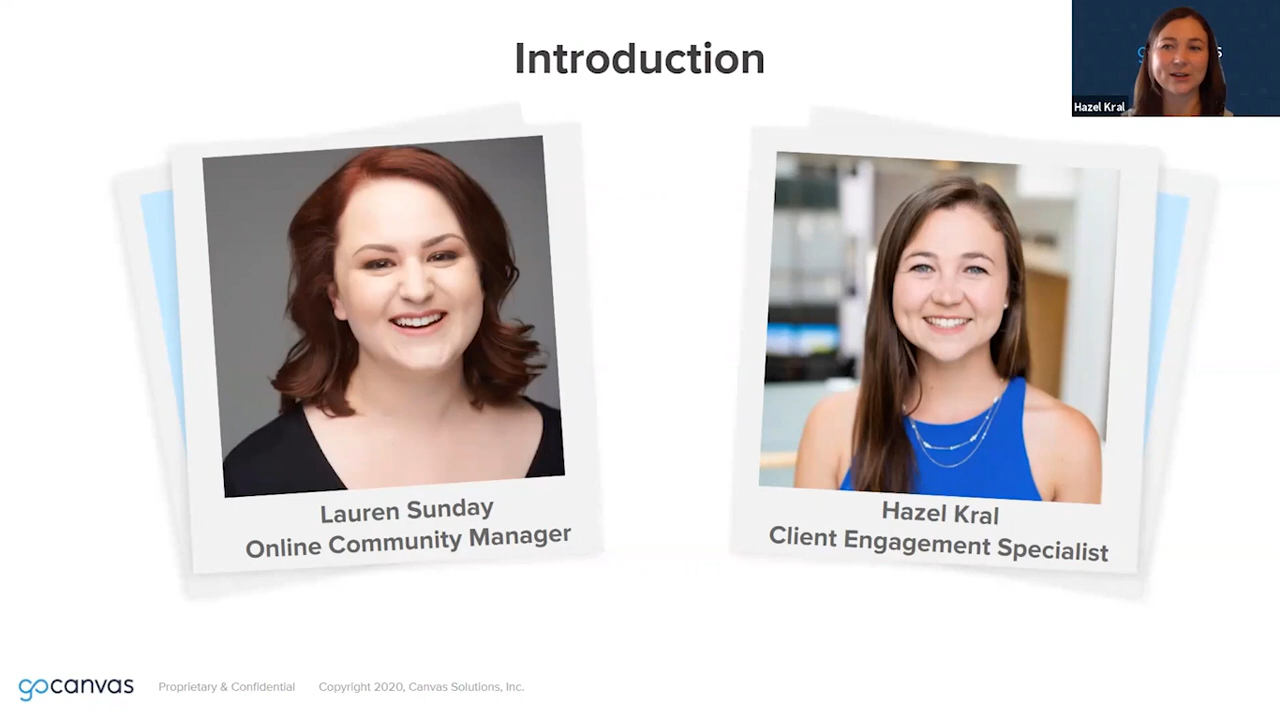 Introduction
Hazel Kral
Lauren Sunday
Online Community Manager
Hazel Kral
Client Engagement Specialist
gocanvas
Proprietary & Confidential
Copyright 2020, Canvas Solutions, Inc.